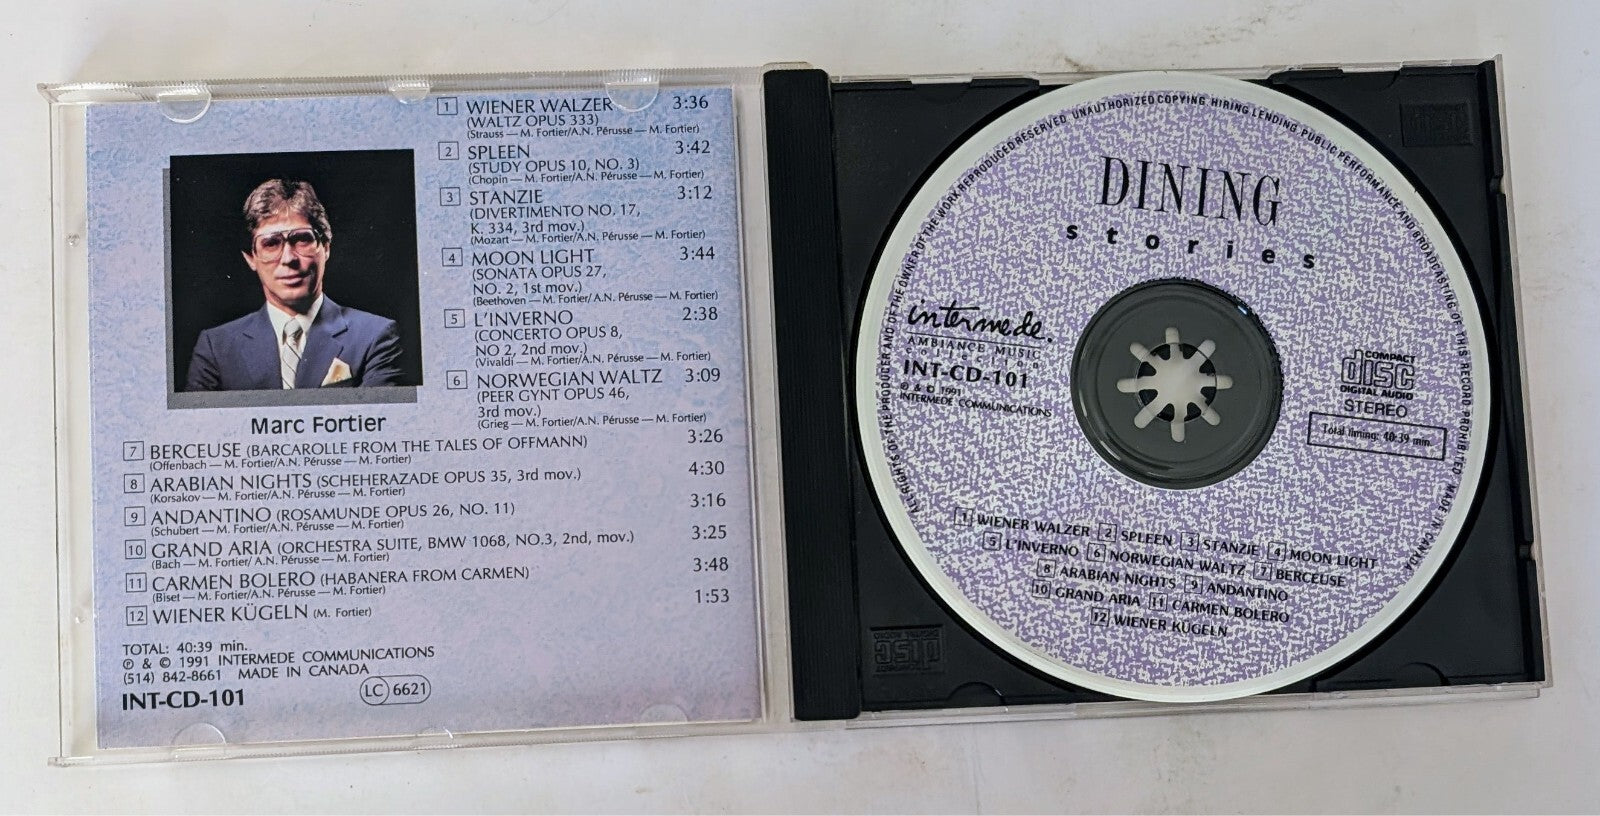 1 WIENER WALZER 3:36
(WALTZ OPUS 333)
(Strauss — M. Fortier/A.N. Pérusse — M. Fortier)
2 SPLEEN 3:42
(STUDY OPUS 10, NO. 3)
(Chopin — M. Fortier/A.N. Pérusse — M. Fortier)
3 STANZIE 3:12
(DIVERTIMENTO NO. 17,
K. 334, 3rd mov.)
(Mozart — M. Fortier/A.N. Pérusse — M. Fortier)
4 MOON LIGHT 3:44
(SONATA OPUS 27,
NO. 2, 1st mov.)
(Beethoven — M. Fortier/A.N. Pérusse — M. Fortier)
5 L'INVERNO 2:38
(CONCERTO OPUS 8,
NO 2, 2nd mov.)
(Vivaldi — M. Fortier/A.N. Pérusse — M. Fortier)
6 NORWEGIAN WALTZ 3:09
(PEER GYNT OPUS 46,
3rd mov.)
(Grieg — M. Fortier/A.N. Pérusse — M. Fortier)
Marc Fortier
7 BERCEUSE (BARCAROLLE FROM THE TALES OF OFFMANN) 3:26
(Offenbach — M. Fortier/A.N. Pérusse — M. Fortier)
8 ARABIAN NIGHTS (SCHEHERAZADE OPUS 35, 3rd mov.) 4:30
(Korsakov — M. Fortier/A.N. Pérusse — M. Fortier)
9 ANDANTINO (ROSAMUNDE OPUS 26, NO. 11) 3:16
(Schubert — M. Fortier/A.N. Pérusse — M. Fortier)
10 GRAND ARIA (ORCHESTRA SUITE, BMW 1068, NO.3, 2nd, mov.) 3:25
(Bach — M. Fortier/ A.N. Pérusse — M. Fortier)
11 CARMEN BOLERO (HABANERA FROM CARMEN) 3:48
(Biset — M. Fortier/A.N. Pérusse — M. Fortier)
12 WIENER KÜGELN (M. Fortier) 1:53
TOTAL: 40:39 min.
℗ & © 1991 INTERMEDE COMMUNICATIONS
(514) 842-8661 MADE IN CANADA
INT-CD-101 LC 6621
ALL RIGHTS OF THE PRODUCER AND OF THE OWNER OF THE WORK REPRODUCED RESERVED. UNAUTHORIZED COPYING, HIRING, LENDING, PUBLIC PERFORMANCE AND BROADCASTING OF THIS RECORD PROHIBITED. MADE IN CANADA
DINING
stories
intermede.
AMBIANCE MUSIC
collection
INT-CD-101
℗ & © 1991
INTERMEDE COMMUNICATIONS
COMPACT
disc
DIGITAL AUDIO
STEREO
Total timing: 40:39 min.
1 WIENER WALZER 2 SPLEEN 3 STANZIE 4 MOON LIGHT
5 L'INVERNO 6 NORWEGIAN WALTZ 7 BERCEUSE
8 ARABIAN NIGHTS 9 ANDANTINO
10 GRAND ARIA 11 CARMEN BOLERO
12 WIENER KÜGELN
COMPACT
disc
DIGITAL AUDIO